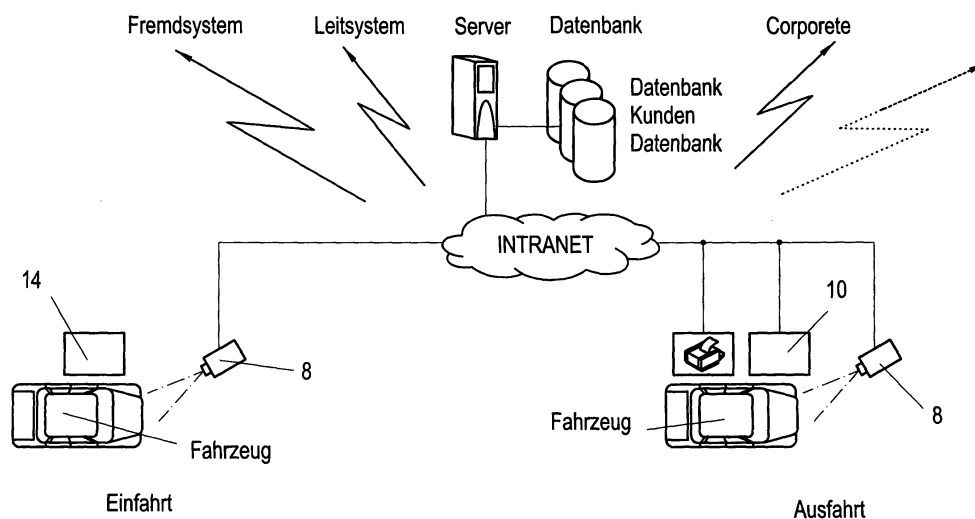 Fremdsystem
Leitsystem
Server
Datenbank
Corporete
Datenbank
Kunden
Datenbank
INTRANET
14
10
8
8
Fahrzeug
Fahrzeug
Einfahrt
Ausfahrt